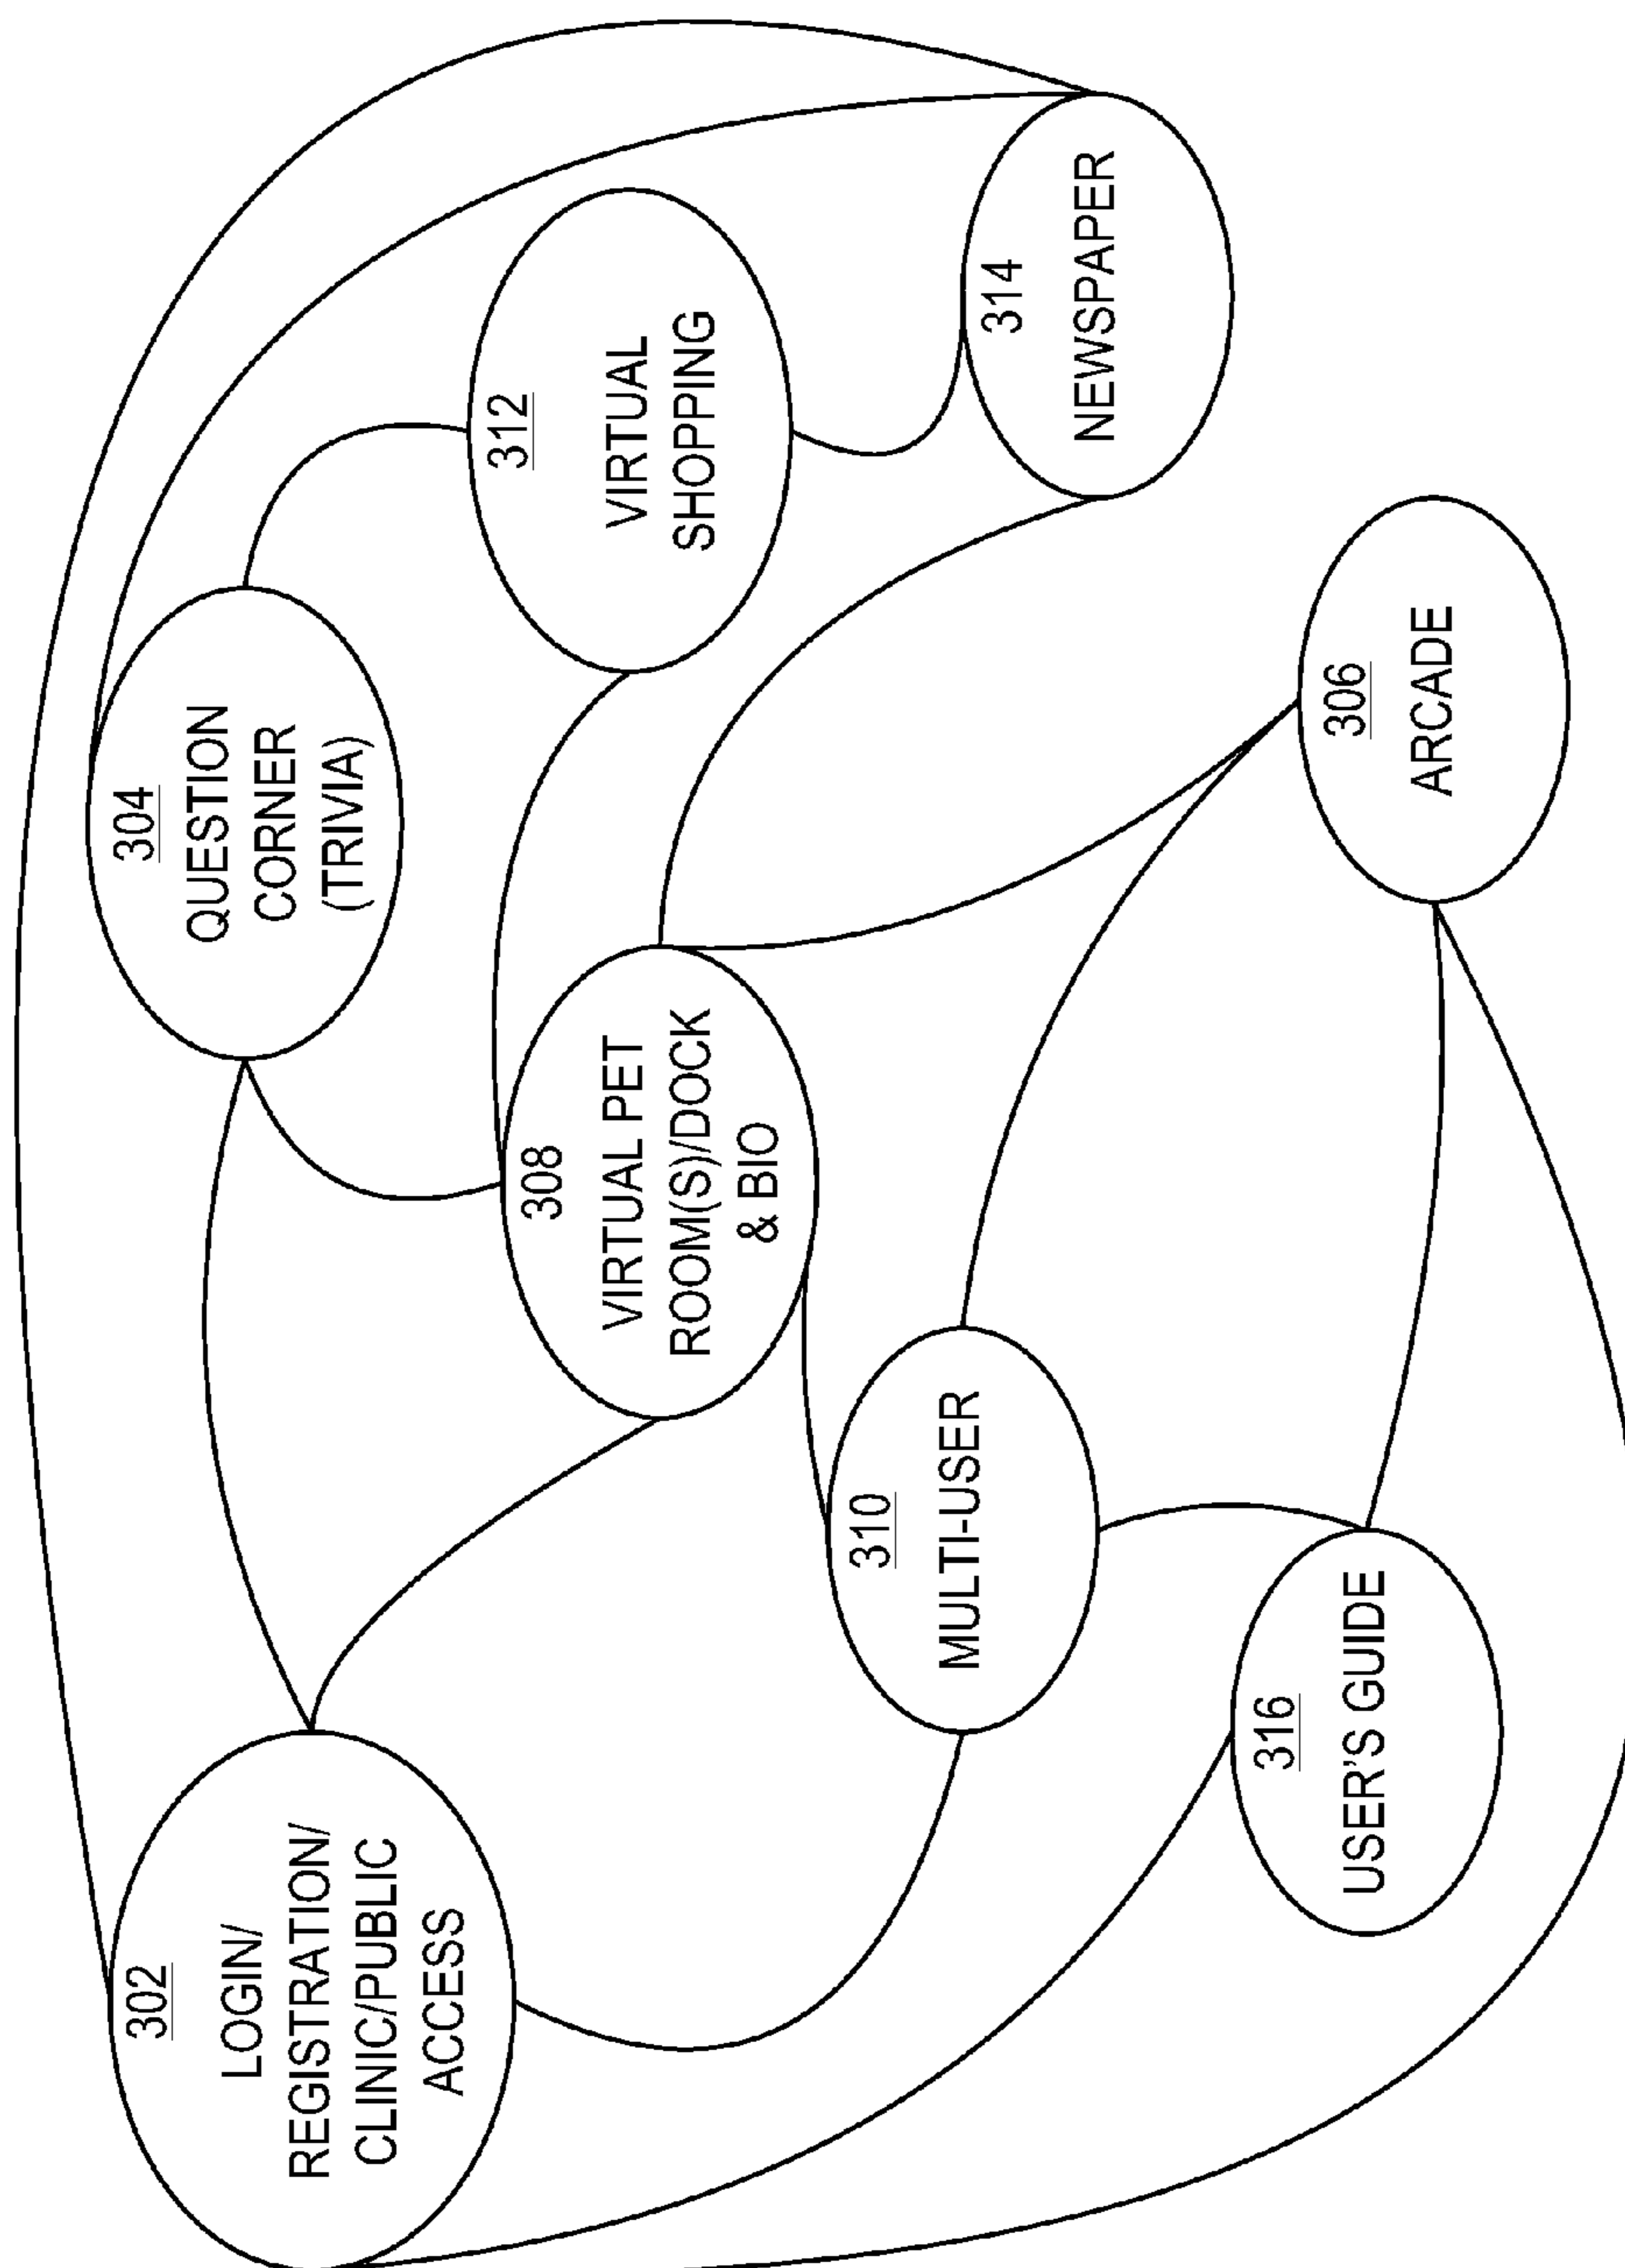 302
LOGIN/
REGISTRATION/
CLINIC/PUBLIC
ACCESS
304
QUESTION
CORNER
(TRIVIA)
308
VIRTUAL PET
ROOM(S)/DOCK
& BIO
312
VIRTUAL
SHOPPING
310
MULTI-USER
314
NEWSPAPER
316
USER'S GUIDE
306
ARCADE